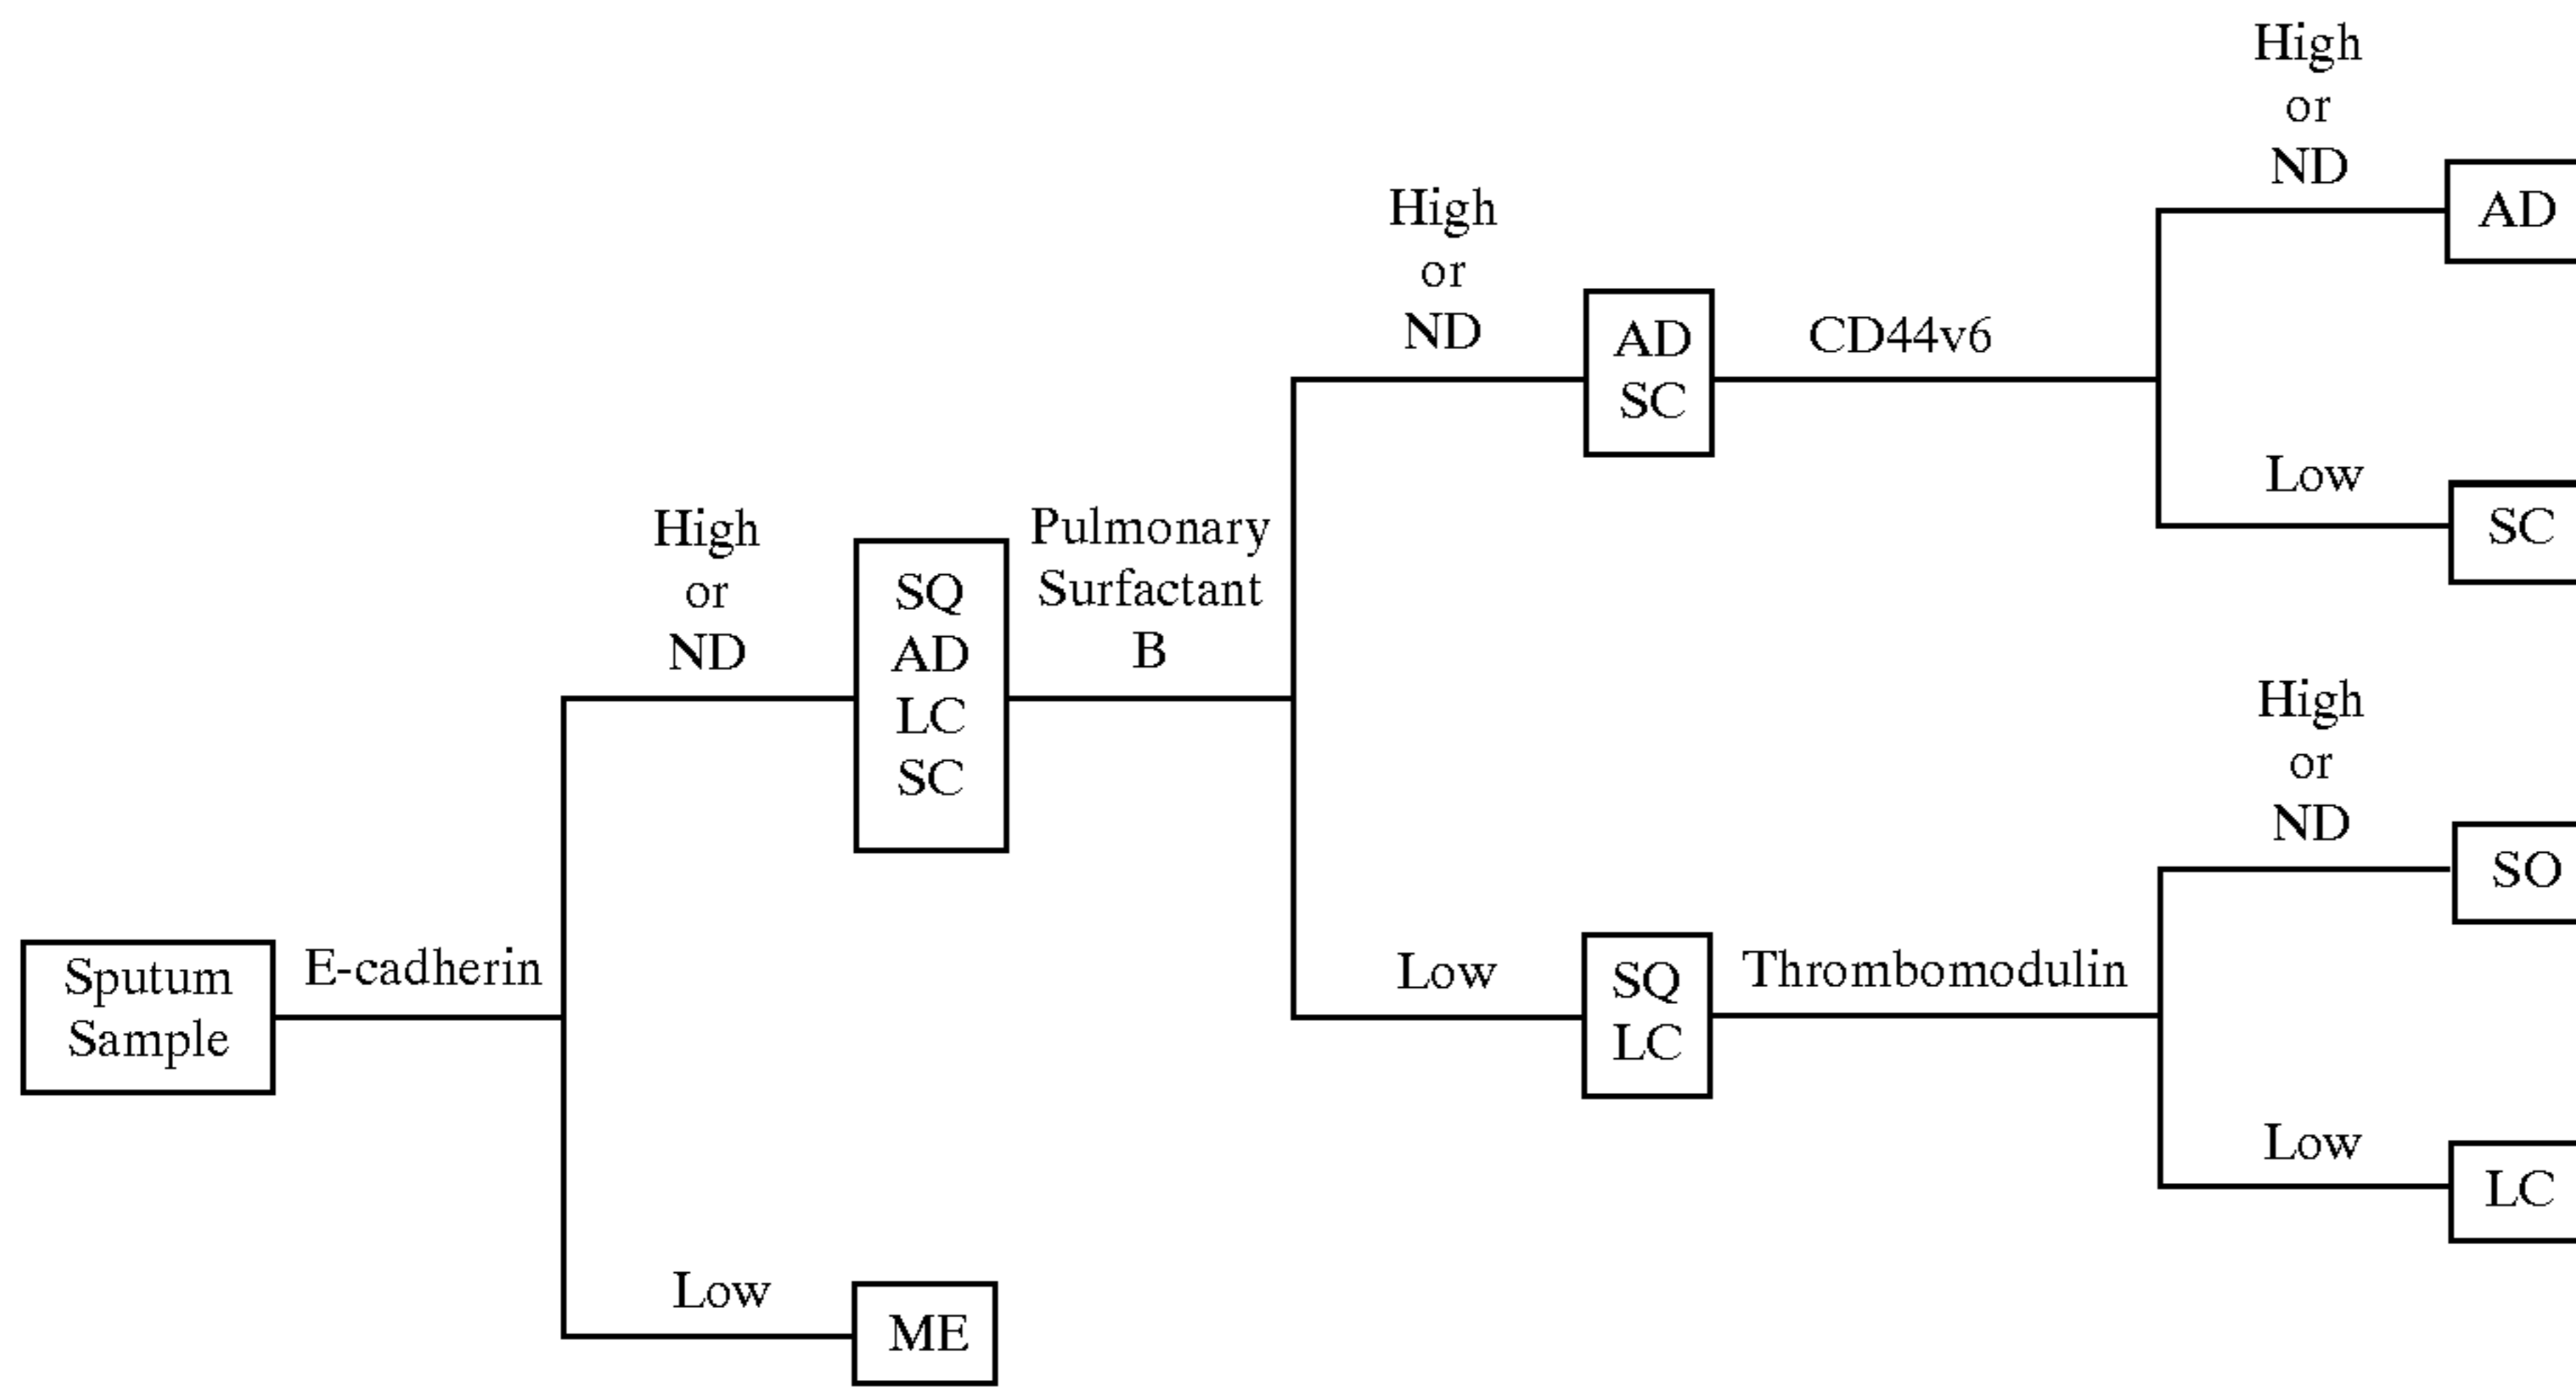 Sputum
Sample
E-cadherin
High
or
ND
SQ
AD
LC
SC
Low
ME
Pulmonary
Surfactant
B
High
or
ND
AD
SC
CD44v6
High
or
ND
AD
Low
SC
Low
SQ
LC
Thrombomodulin
High
or
ND
SO
Low
LC